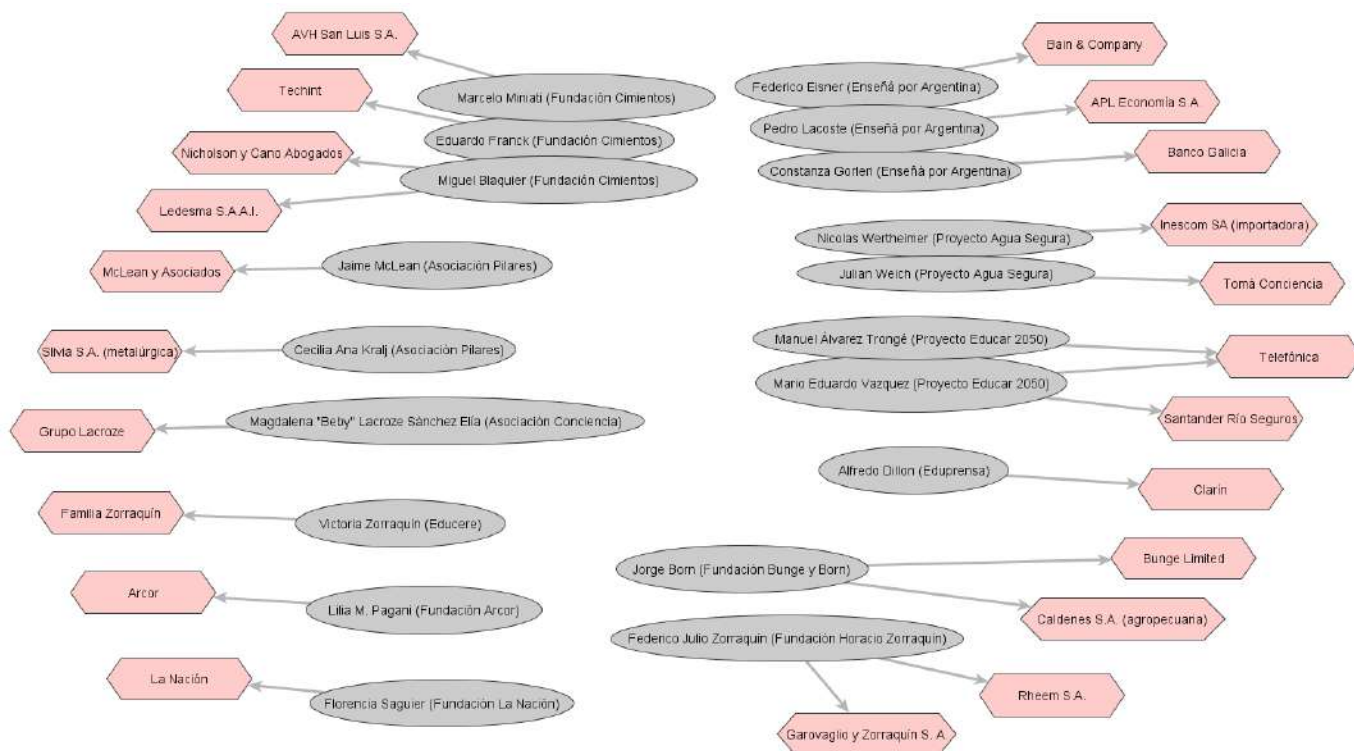 AVH San Luis S.A.
Techint
Nicholson y Cano Abogados
Ledesma S.A.A.I.
McLean y Asociados
Silvia S.A. (metalúrgica)
Grupo Lacroze
Familia Zorraquín
Arcor
La Nación
Marcelo Miniati (Fundación Cimientos)
Eduardo Franck (Fundación Cimientos)
Miguel Blaquier (Fundación Cimientos)
Jaime McLean (Asociación Pilares)
Cecilia Ana Kralj (Asociación Pilares)
Magdalena "Beby" Lacroze Sánchez Elía (Asociación Conciencia)
Victoria Zorraquín (Educere)
Lilia M. Pagani (Fundación Arcor)
Florencia Saguier (Fundación La Nación)
Federico Eisner (Enseñá por Argentina)
Pedro Lacoste (Enseñá por Argentina)
Constanza Gorleri (Enseñá por Argentina)
Nicolas Wertheimer (Proyecto Agua Segura)
Julian Weich (Proyecto Agua Segura)
Manuel Álvarez Trongé (Proyecto Educar 2050)
Mario Eduardo Vazquez (Proyecto Educar 2050)
Alfredo Dillon (Eduprensa)
Jorge Born (Fundación Bunge y Born)
Federico Julio Zorraquín (Fundación Horacio Zorraquín)
Bain & Company
APL Economía S.A.
Banco Galicia
Inescom SA (importadora)
Tomá Conciencia
Telefónica
Santander Río Seguros
Clarín
Bunge Limited
Caldenes S.A. (agropecuaria)
Rheem S.A.
Garovaglio y Zorraquín S. A.